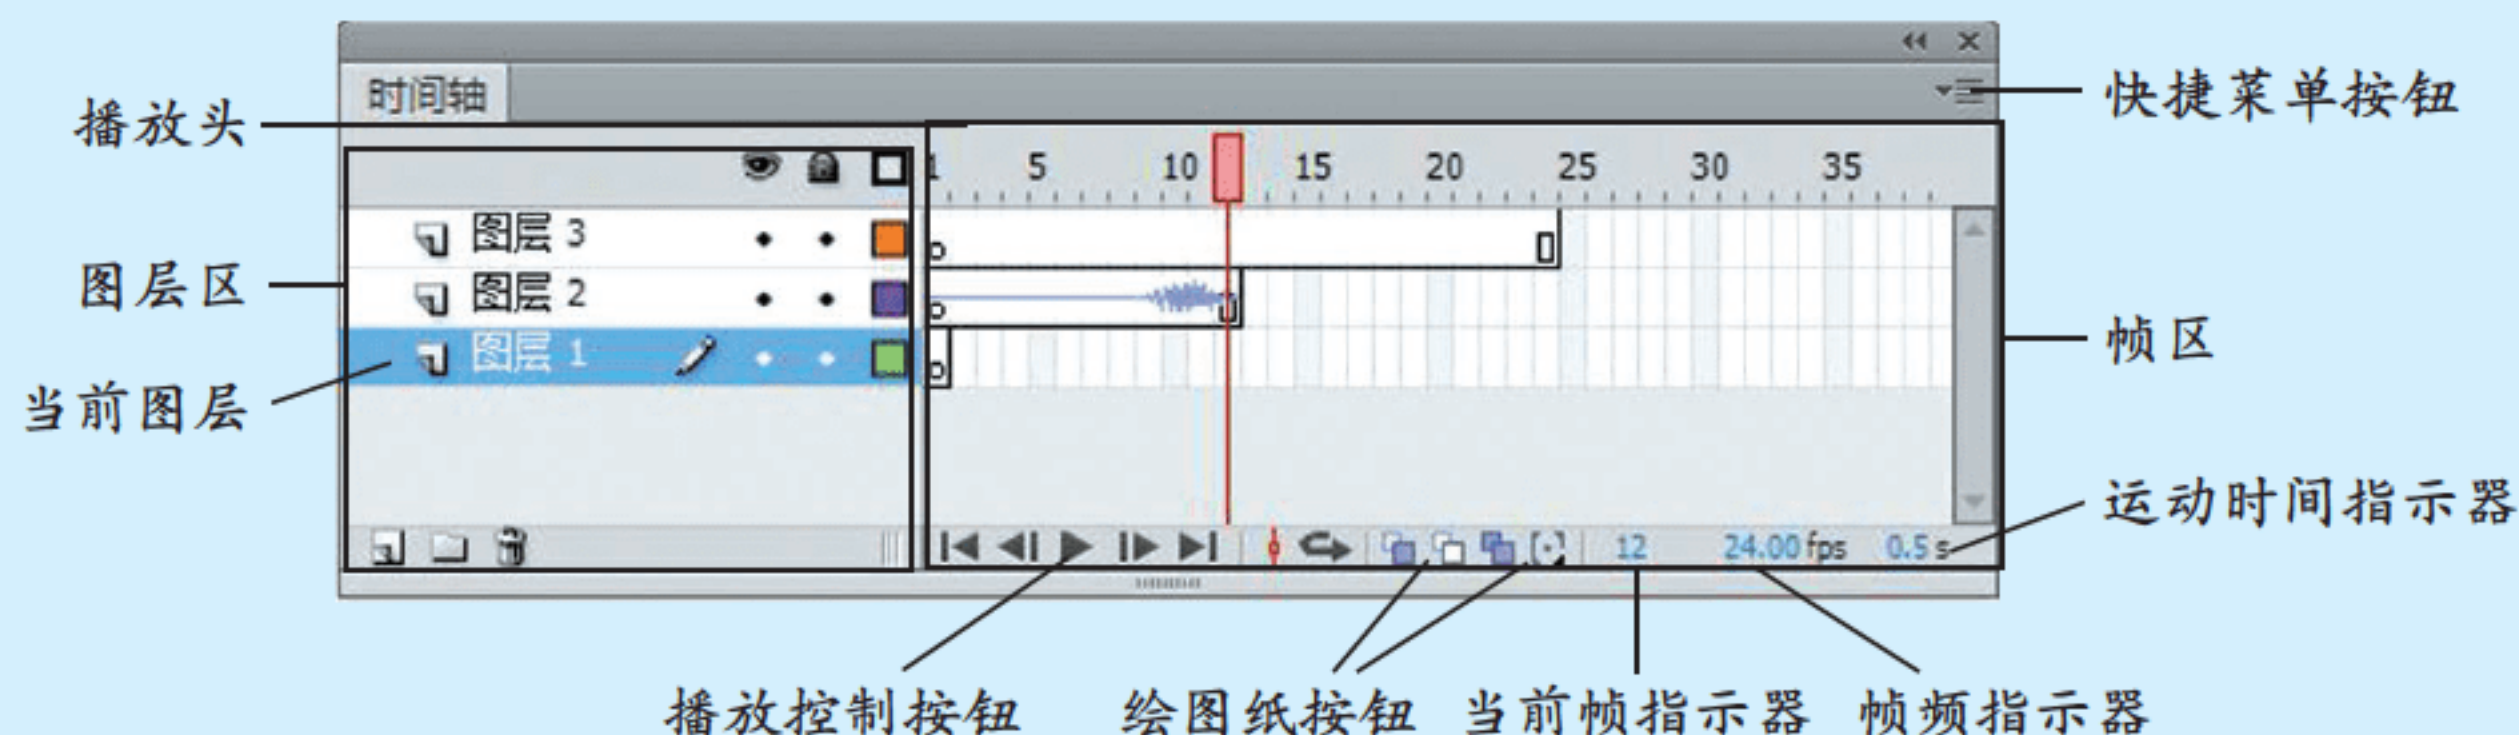 时间轴
播放头
快捷菜单按钮
1 5 10 15 20 25 30 35
图层 3
图层区
图层 2
帧区
图层 1
当前图层
运动时间指示器
12 24.00 fps 0.5 s
播放控制按钮 绘图纸按钮 当前帧指示器 帧频指示器